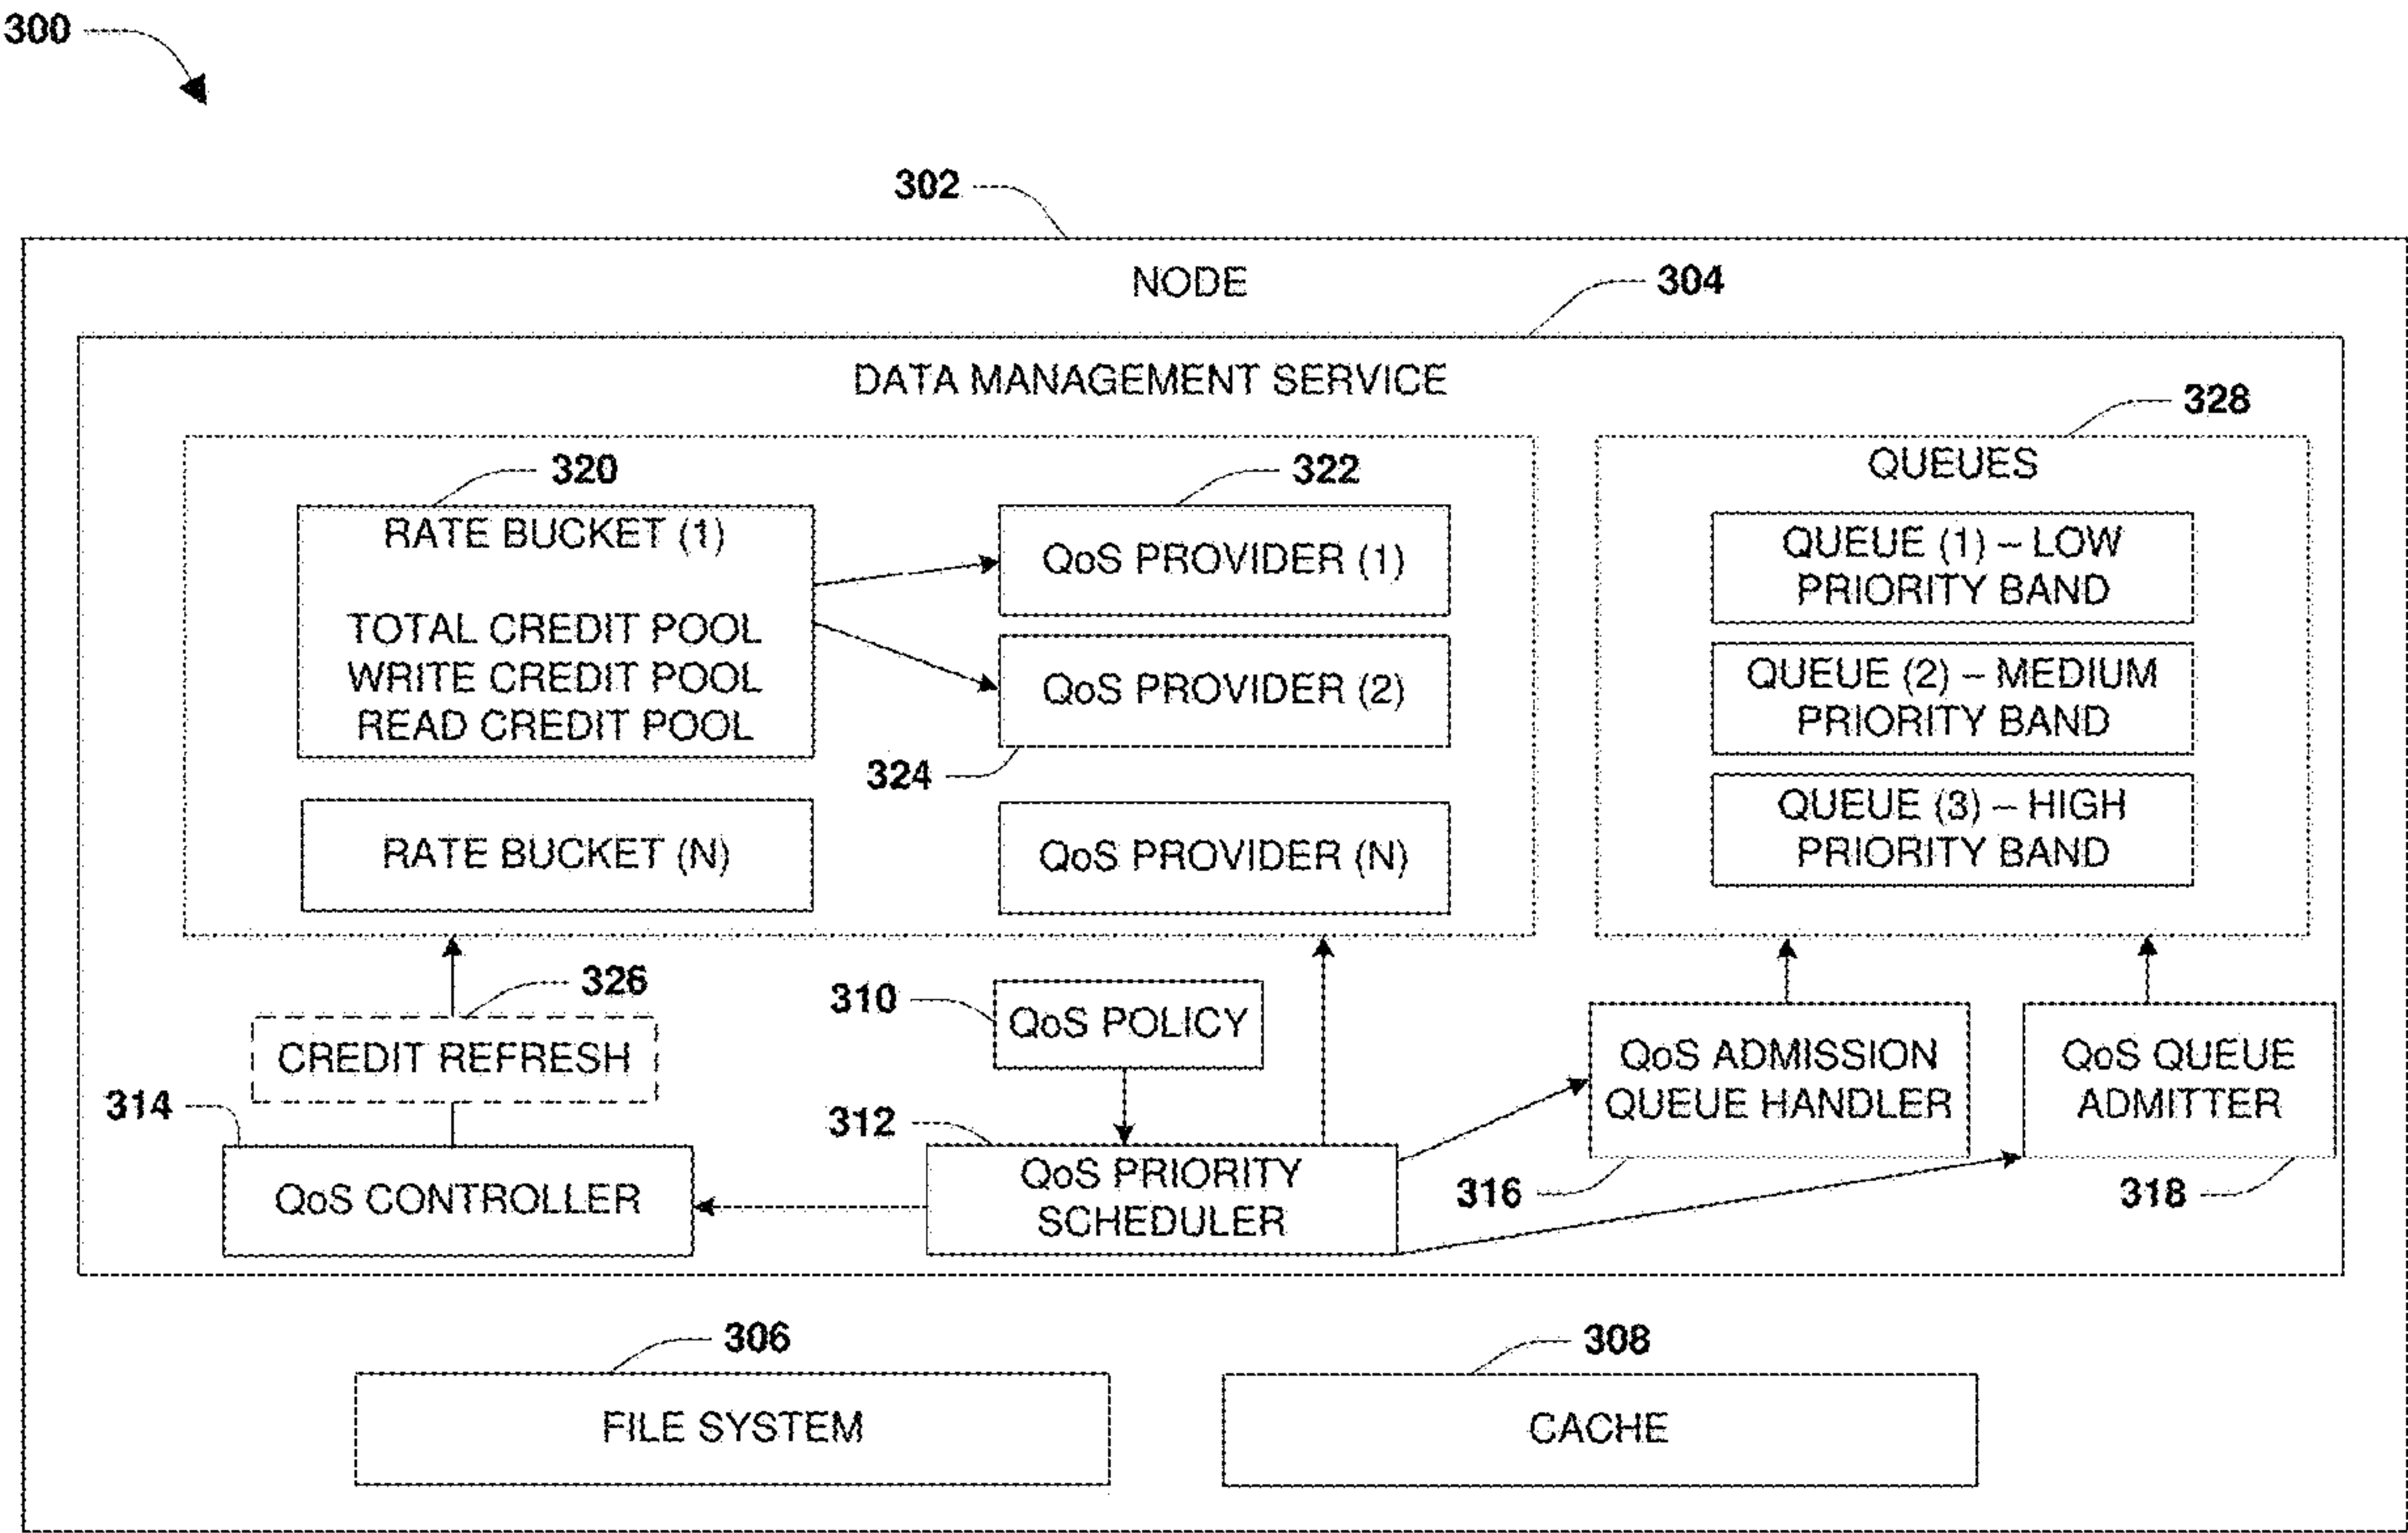 300
302
NODE
304
DATA MANAGEMENT SERVICE
328
320
RATE BUCKET (1)
TOTAL CREDIT POOL
WRITE CREDIT POOL
READ CREDIT POOL
322
QoS PROVIDER (1)
QoS PROVIDER (2)
324
RATE BUCKET (N)
QoS PROVIDER (N)
QUEUES
QUEUE (1) – LOW
PRIORITY BAND
QUEUE (2) – MEDIUM
PRIORITY BAND
QUEUE (3) – HIGH
PRIORITY BAND
326
CREDIT REFRESH
314
QoS CONTROLLER
310
QoS POLICY
312
QoS PRIORITY
SCHEDULER
QoS ADMISSION
QUEUE HANDLER
316
QoS QUEUE
ADMITTER
318
306
FILE SYSTEM
308
CACHE